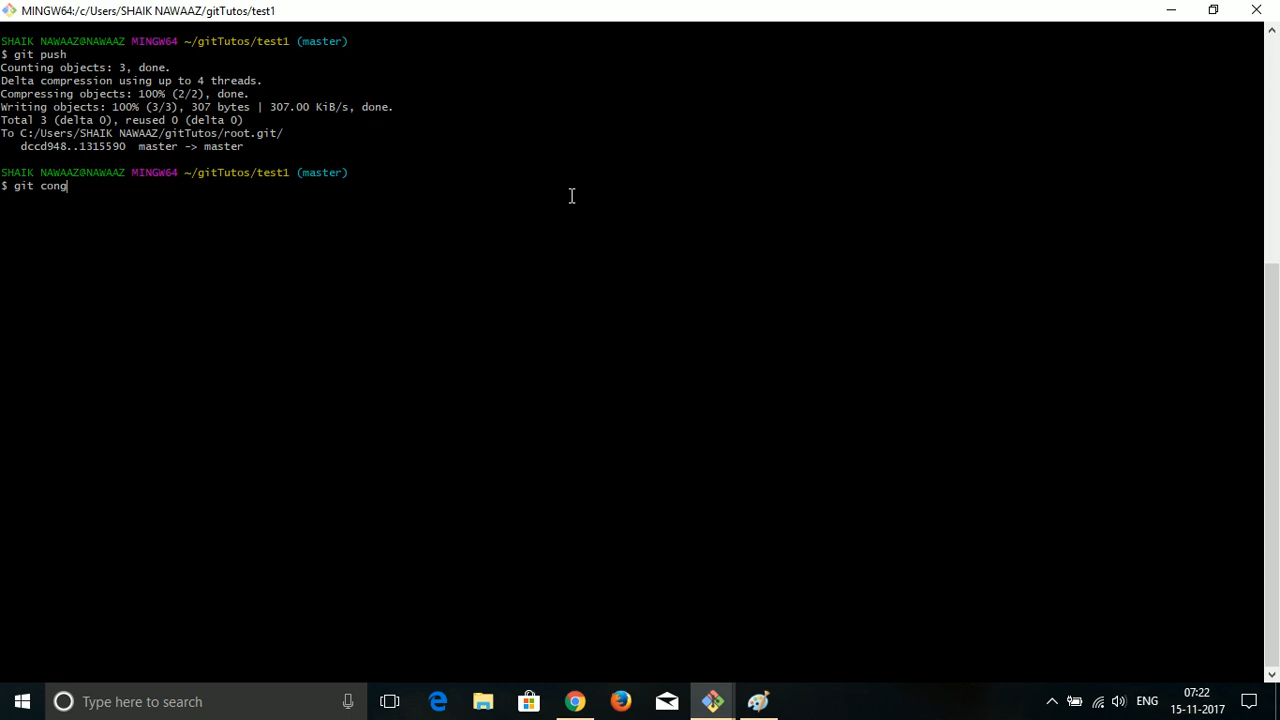 MINGW64:/c/Users/SHAIK NAWAAZ/gitTutos/test1
SHAIK NAWAAZ@NAWAAZ MINGW64 ~/gitTutos/test1 (master)
$ git push
Counting objects: 3, done.
Delta compression using up to 4 threads.
Compressing objects: 100% (2/2), done.
Writing objects: 100% (3/3), 307 bytes | 307.00 KiB/s, done.
Total 3 (delta 0), reused 0 (delta 0)
To C:/Users/SHAIK NAWAAZ/gitTutos/root.git/
dccd948..1315590 master -> master
SHAIK NAWAAZ@NAWAAZ MINGW64 ~/gitTutos/test1 (master)
$ git cong
Type here to search
ENG
07:22
15-11-2017